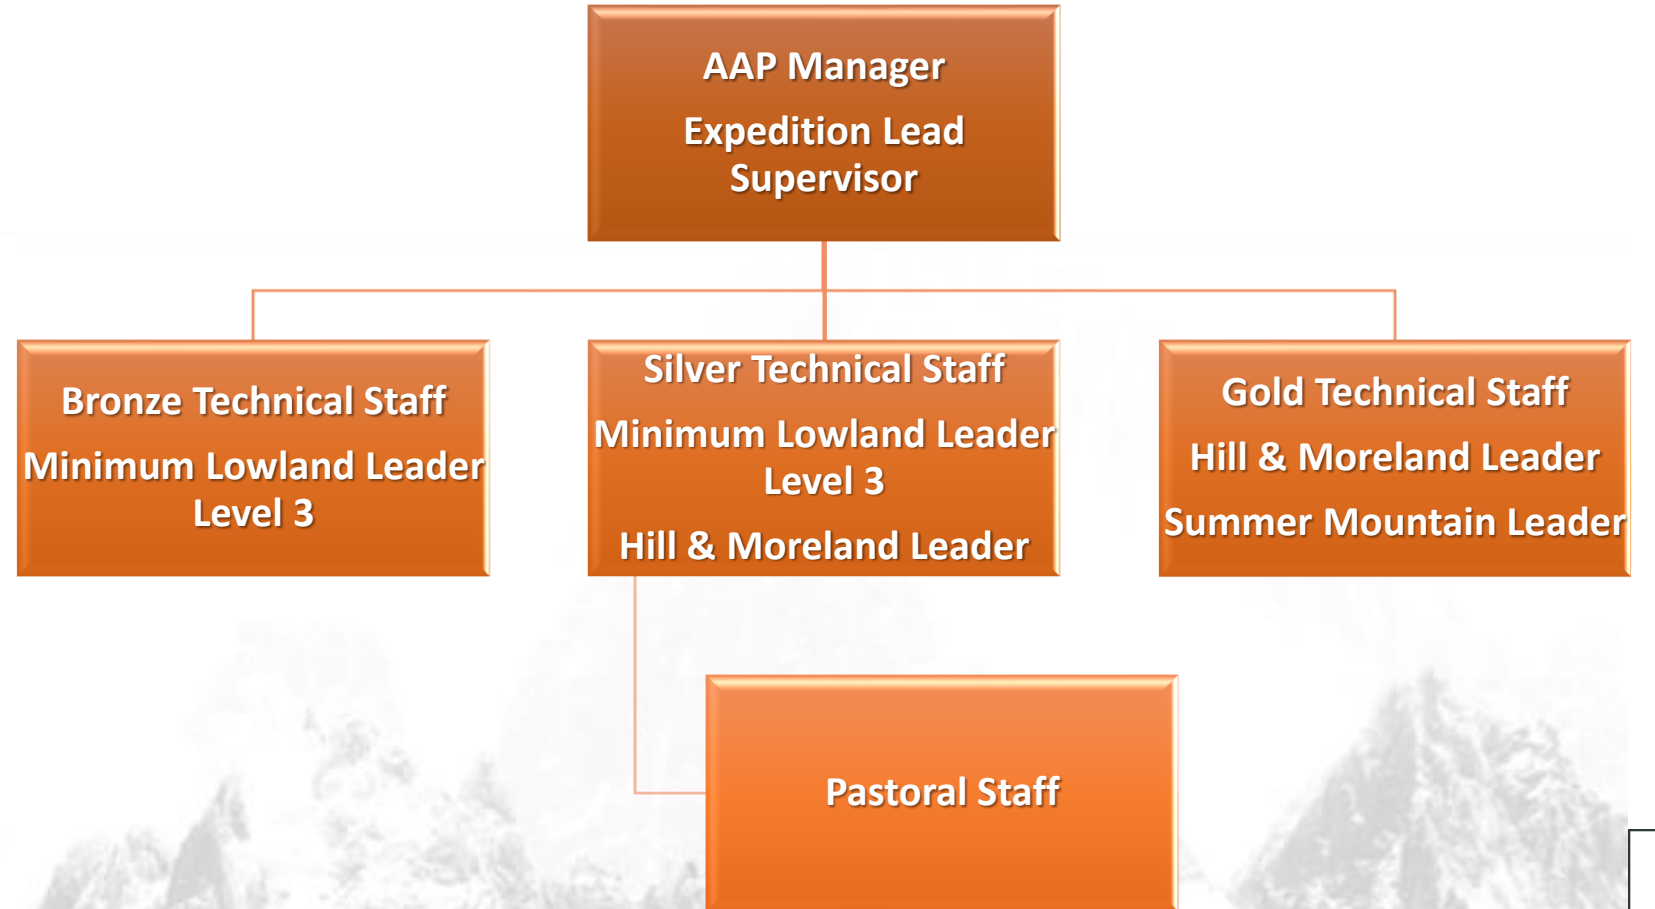 AAP Manager
Expedition Lead
Supervisor
Bronze Technical Staff
Minimum Lowland Leader
Level 3
Silver Technical Staff
Minimum Lowland Leader
Level 3
Hill & Moreland Leader
Gold Technical Staff
Hill & Moreland Leader
Summer Mountain Leader
Pastoral Staff